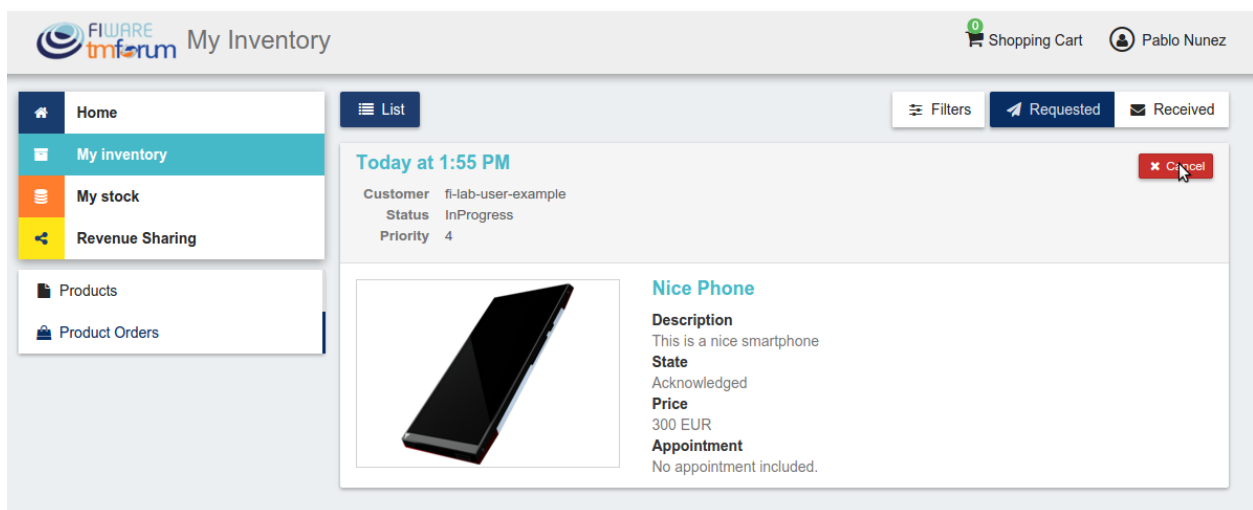 FIWARE
tmforum
My Inventory
0
Shopping Cart
Pablo Nunez
Home
My inventory
My stock
Revenue Sharing
Products
Product Orders
List
Filters
Requested
Received
Today at 1:55 PM
Cancel
Customer fi-lab-user-example
Status InProgress
Priority 4
Nice Phone
Description
This is a nice smartphone
State
Acknowledged
Price
300 EUR
Appointment
No appointment included.